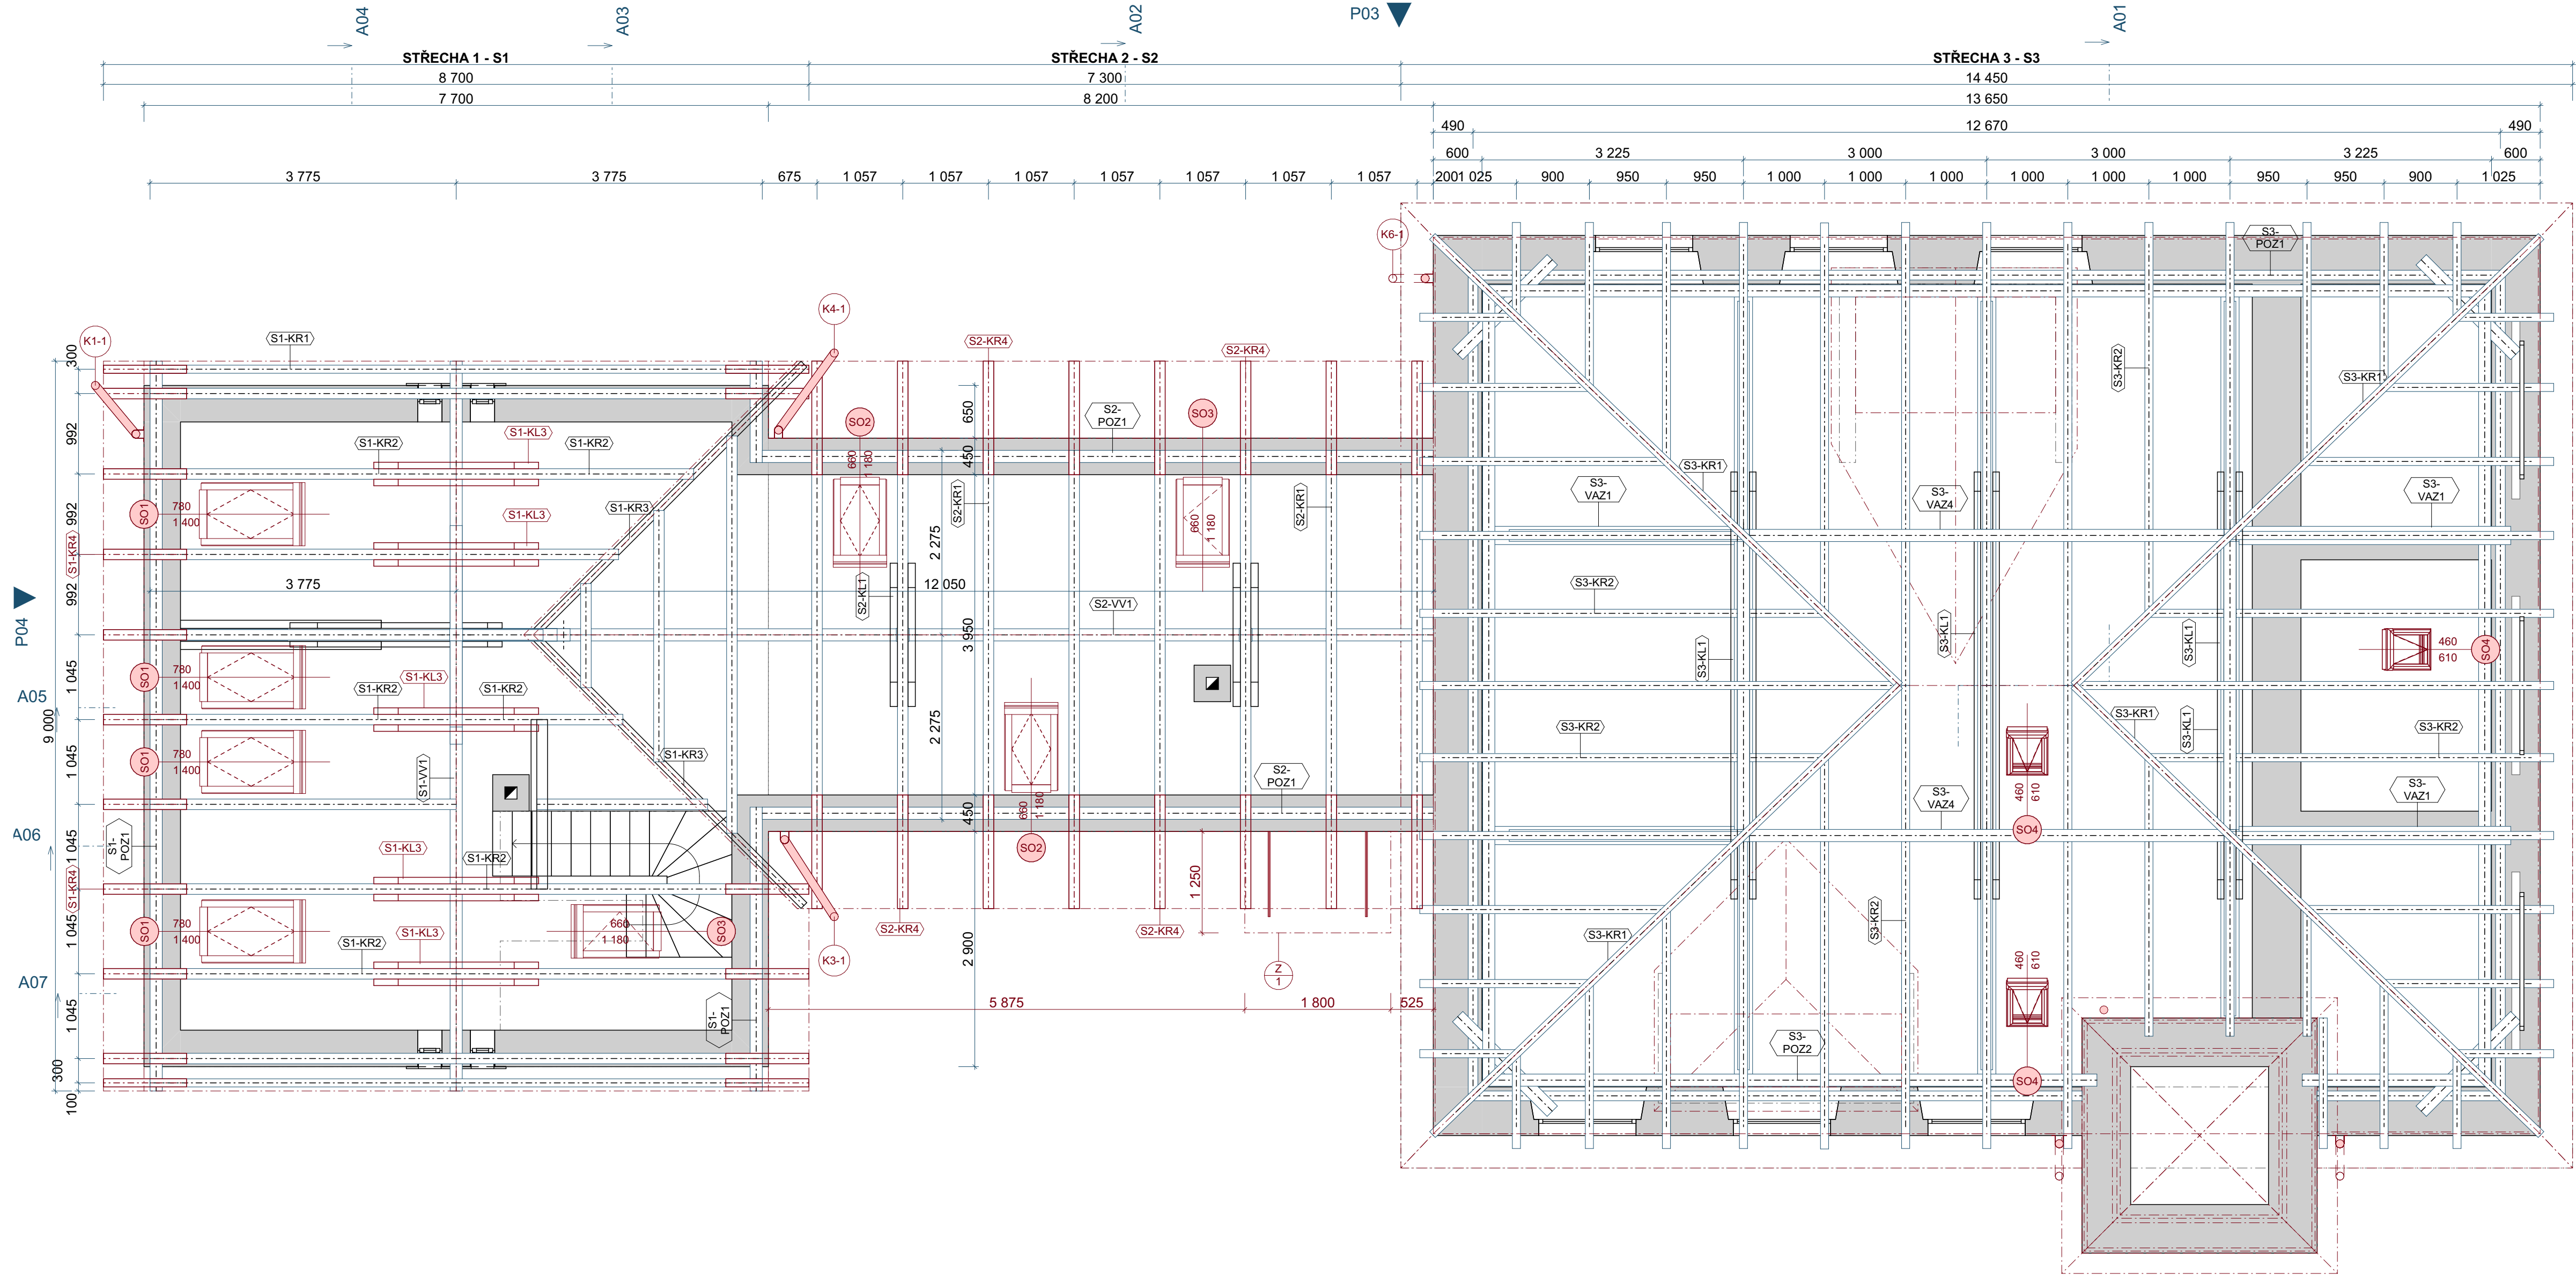 A04
A03
A02
P03
A01
STŘECHA 1 - S1
STŘECHA 2 - S2
STŘECHA 3 - S3
8 700
7 300
14 450
7 700
8 200
13 650
490
12 670
490
600
3 225
3 000
3 000
3 225
600
3 775
3 775
675
1 057
1 057
1 057
1 057
1 057
1 057
1 057
200
1 025
900
950
950
1 000
1 000
1 000
1 000
1 000
1 000
950
950
900
1 025
K6-1
S3-
POZ1
K4-1
K1-1
S1-KR1
S2-KR4
S2-KR4
300
S3-KR2
S3-KR1
650
S2-
POZ1
SO2
SO3
992
S1-KR2
S1-KL3
S1-KR2
660
1 180
450
S3-KR1
S3-
VAZ1
S3-
VAZ4
S3-
VAZ1
S2-KR1
S2-KR1
SO1
780
1 400
992
S1-KL3
S1-KR3
660
1 180
2 275
S1-KR4
992
3 775
S2-KL1
12 050
S3-KR2
S2-VV1
P04
3 950
S3-KL1
S3-KL1
S3-KL1
460
610
SO4
SO1
780
1 400
1 045
S1-KL3
S1-KR2
S1-KR2
A05
9 000
2 275
S3-KR2
S3-KR1
S3-KL1
S3-KR2
SO1
780
1 400
1 045
S1-VV1
S1-KR3
S2-
POZ1
460
610
S3-
VAZ4
S3-
VAZ1
660
1 180
450
SO4
A06
S1-
POZ1
1 045
S1-KL3
S1-KR2
SO2
S1-KR4
1 250
S3-KR2
SO1
780
1 400
1 045
S1-KR2
S1-KL3
660
1 180
SO3
S2-KR4
S2-KR4
S3-KR1
2 900
K3-1
460
610
A07
Z
1
1 045
S1-
POZ1
5 875
1 800
525
S3-
POZ2
300
SO4
100